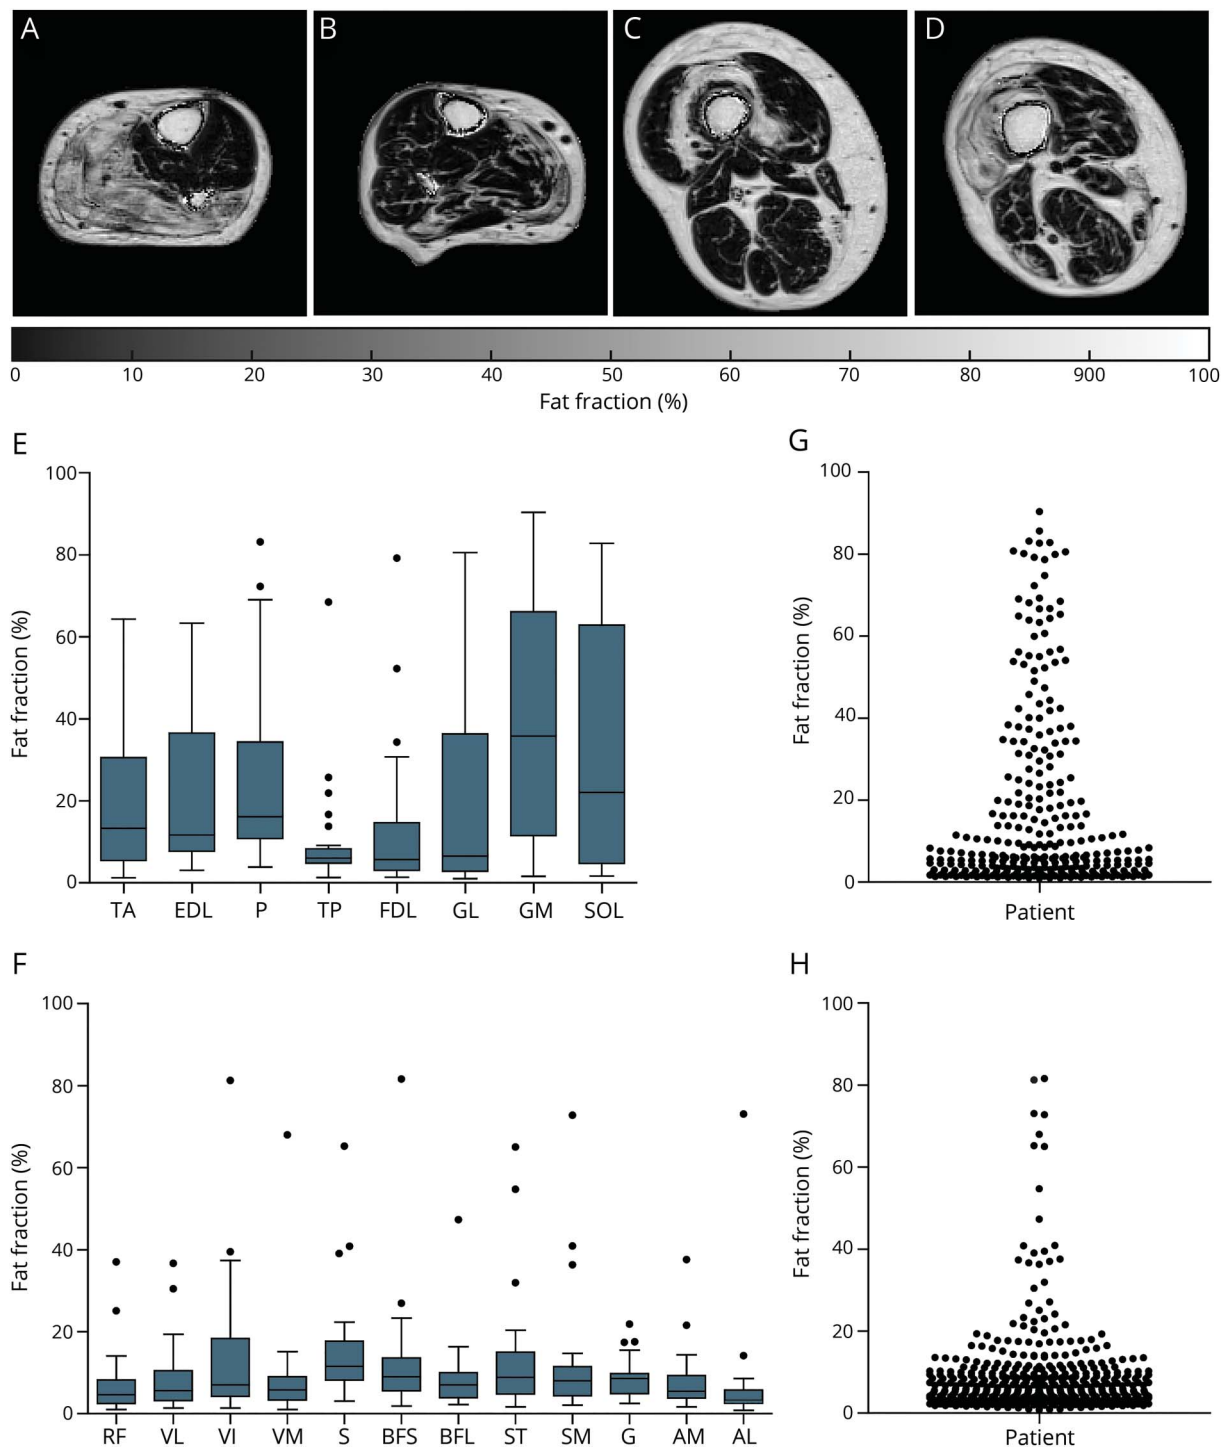 A B C D
0 10 20 30 40 50 60 70 80 900 100
Fat fraction (%)
E
100
80
60
40
20
0
Fat fraction (%)
TA EDL P TP FDL GL GM SOL
G
100
80
60
40
20
0
Fat fraction (%)
Patient
F
100
80
60
40
20
0
Fat fraction (%)
RF VL VI VM S BFS BFL ST SM G AM AL
H
100
80
60
40
20
0
Fat fraction (%)
Patient